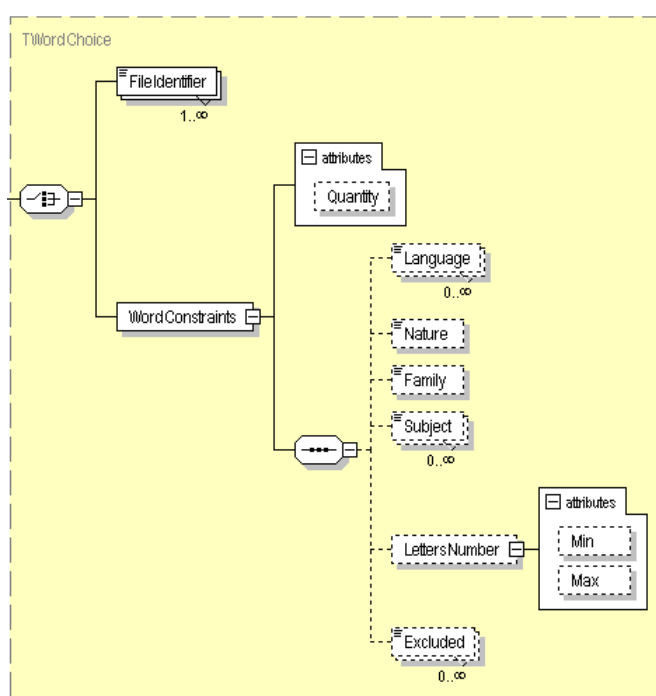 TWordChoice
FileIdentifier
1..∞
attributes
Quantity
Language
0..∞
WordConstraints
Nature
Family
Subject
0..∞
attributes
LettersNumber
Min
Max
Excluded
0..∞